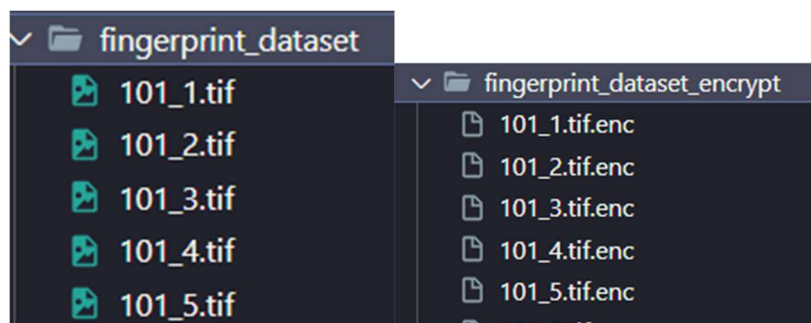 fingerprint_dataset
101_1.tif
101_2.tif
101_3.tif
101_4.tif
101_5.tif
fingerprint_dataset_encrypt
101_1.tif.enc
101_2.tif.enc
101_3.tif.enc
101_4.tif.enc
101_5.tif.enc